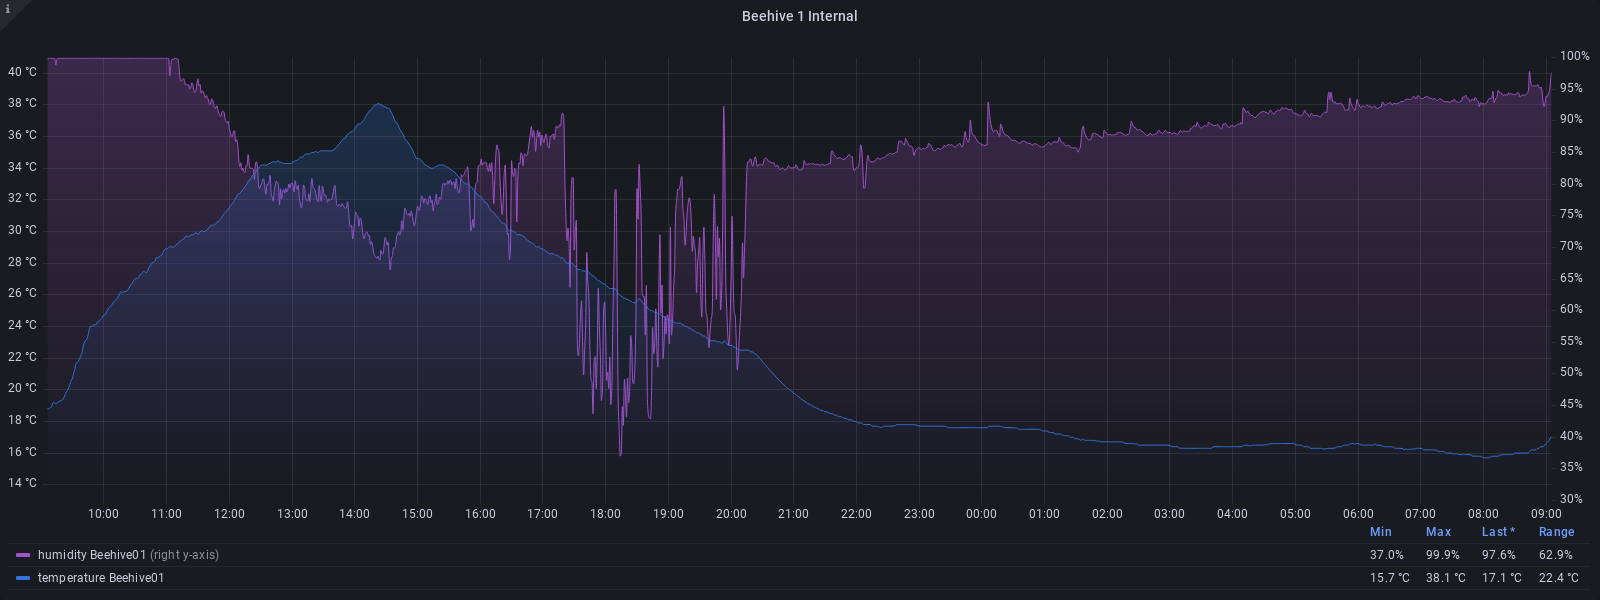 i
Beehive 1 Internal
40 °C
38 °C
36 °C
34 °C
32 °C
30 °C
28 °C
26 °C
24 °C
22 °C
20 °C
18 °C
16 °C
14 °C
100%
95%
90%
85%
80%
75%
70%
65%
60%
55%
50%
45%
40%
35%
30%
10:00 11:00 12:00 13:00 14:00 15:00 16:00 17:00 18:00 19:00 20:00 21:00 22:00 23:00 00:00 01:00 02:00 03:00 04:00 05:00 06:00 07:00 08:00 09:00
Min Max Last * Range
humidity Beehive01 (right y-axis) 37.0% 99.9% 97.6% 62.9%
temperature Beehive01 15.7 °C 38.1 °C 17.1 °C 22.4 °C